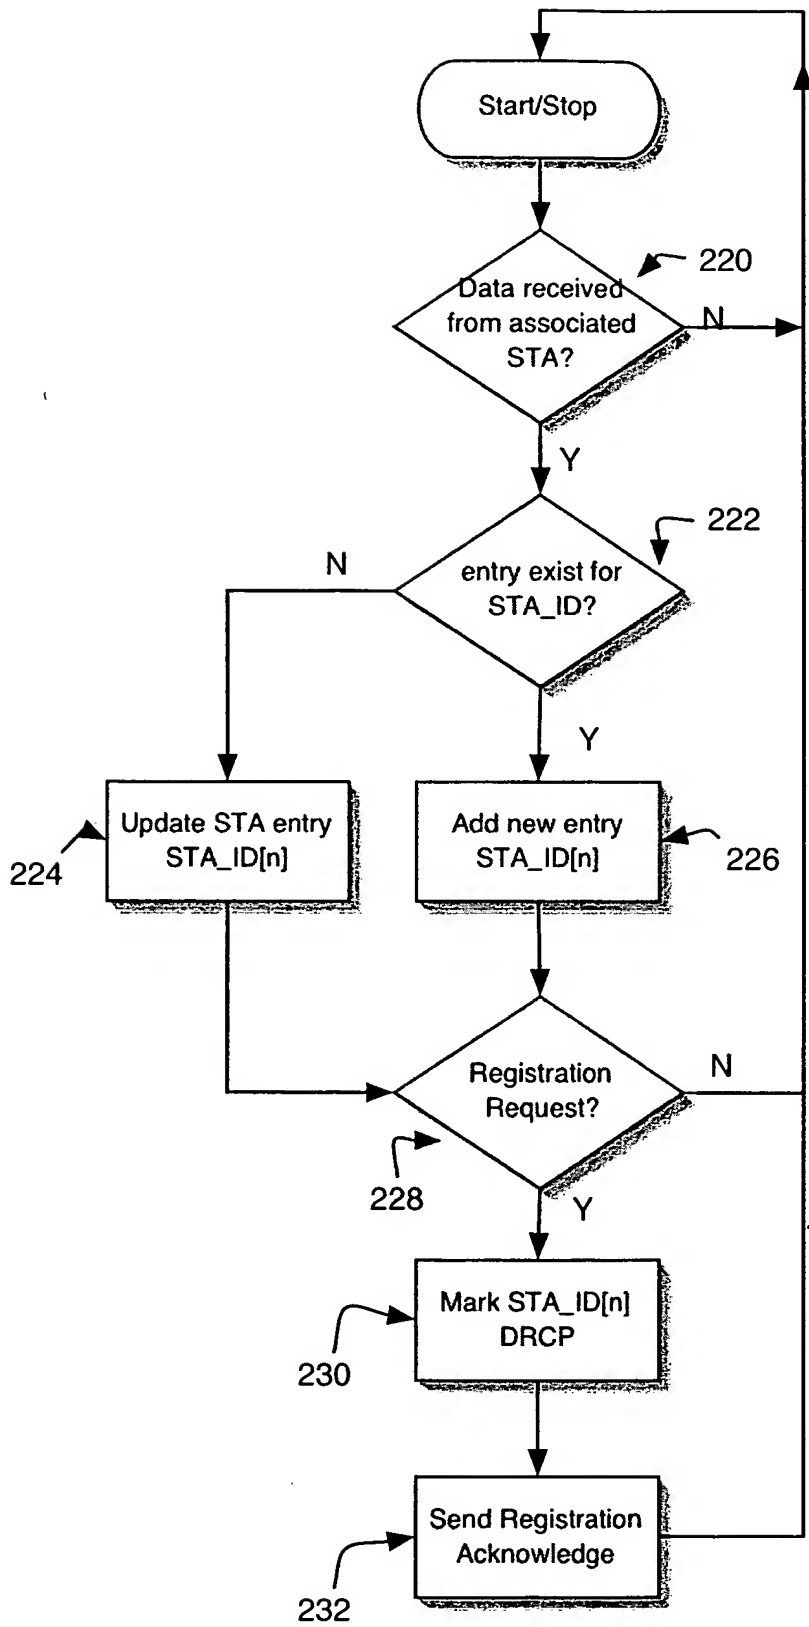 Start/Stop
220
Data received
from associated
STA?
N
Y
222
entry exist for
STA_ID?
N
Y
Update STA entry
STA_ID[n]
224
Add new entry
STA_ID[n]
226
Registration
Request?
N
228
Y
Mark STA_ID[n]
DRCP
230
Send Registration
Acknowledge
232